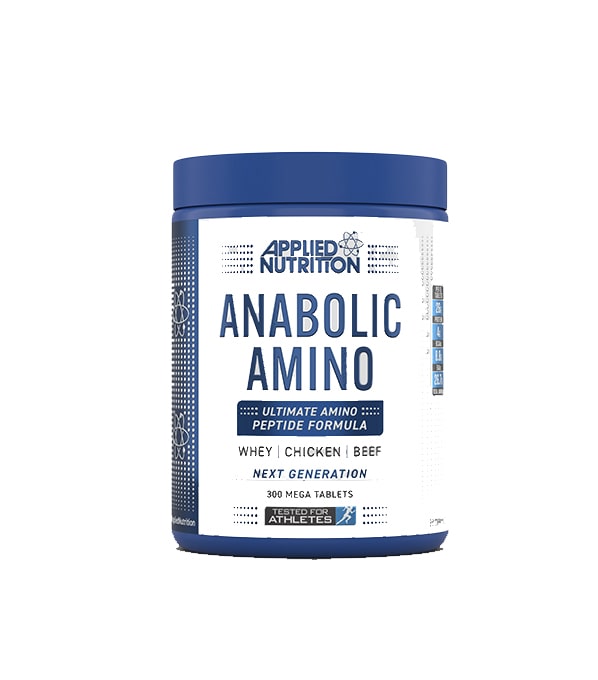 APPLIED
NUTRITION
ANABOLIC
AMINO
ULTIMATE AMINO
PEPTIDE FORMULA
WHEY | CHICKEN | BEEF
NEXT GENERATION
300 MEGA TABLETS
TESTED FOR
ATHLETES